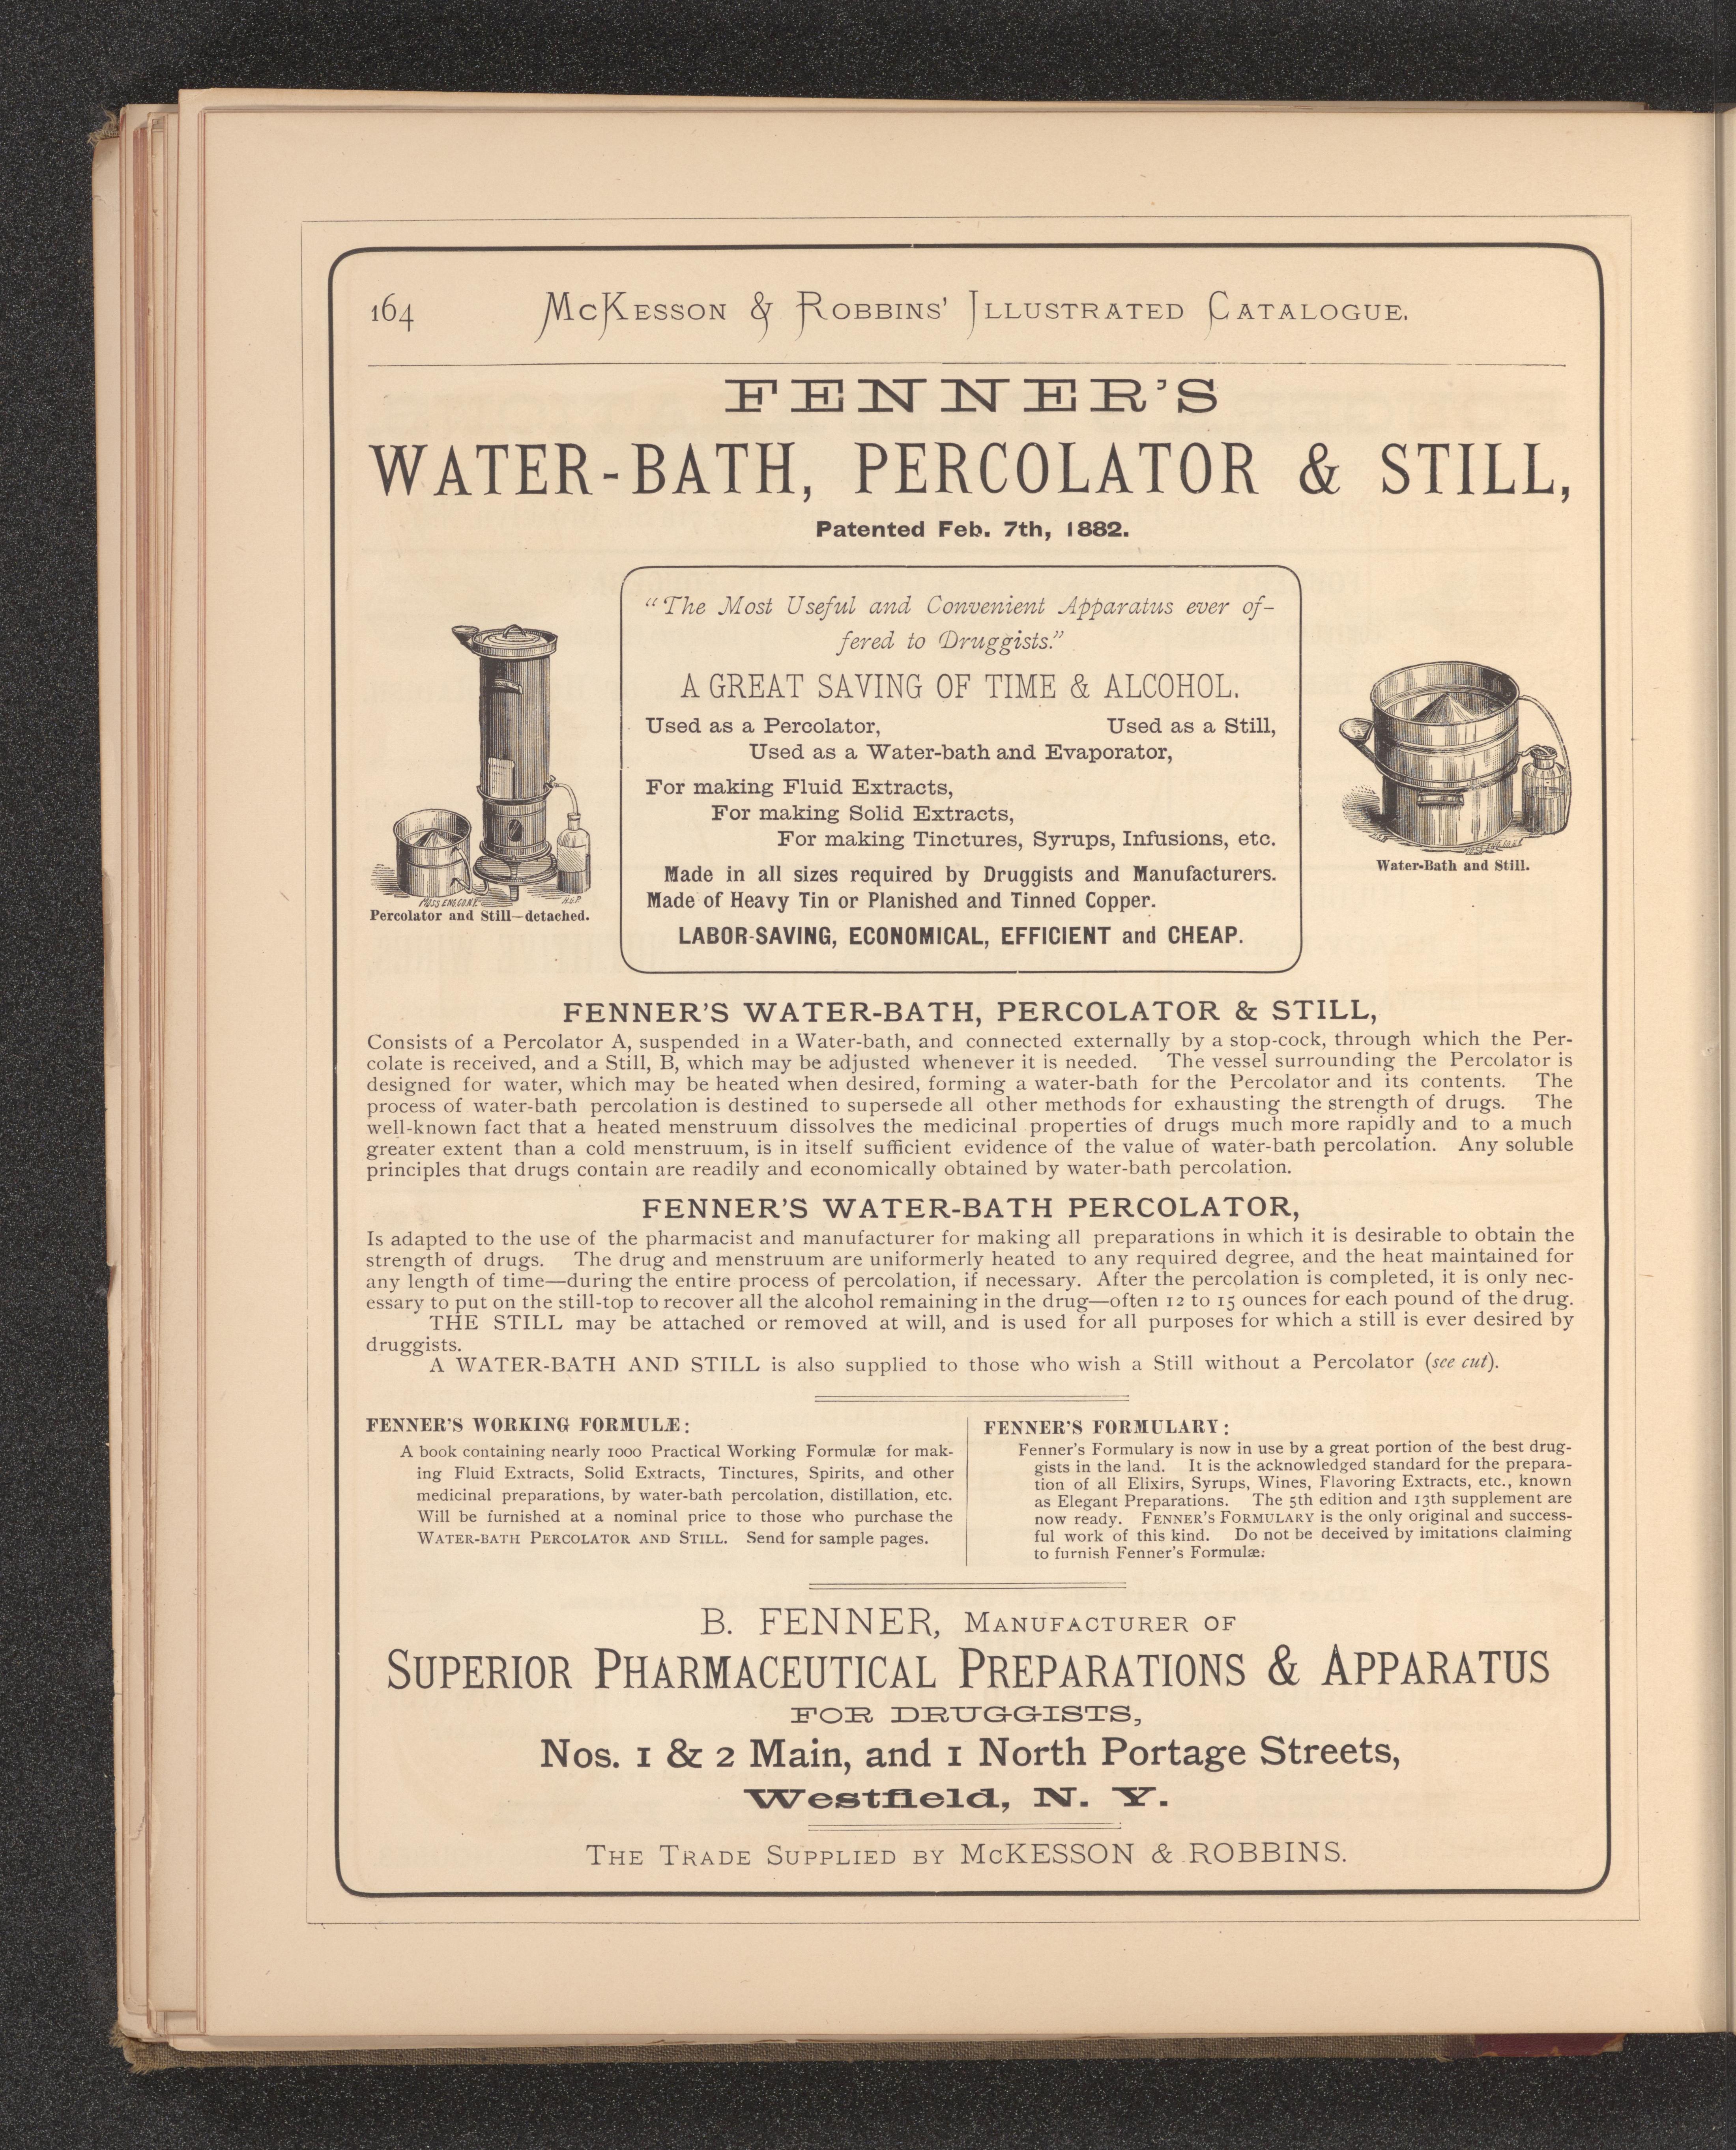 164 McKesson & Robbins' Illustrated Catalogue.
FENNER'S
WATER-BATH, PERCOLATOR & STILL,
Patented Feb. 7th, 1882.
"The Most Useful and Convenient Apparatus ever of-
fered to Druggists."
A GREAT SAVING OF TIME & ALCOHOL.
Used as a Percolator, Used as a Still,
Used as a Water-bath and Evaporator,
For making Fluid Extracts,
For making Solid Extracts,
For making Tinctures, Syrups, Infusions, etc.
Made in all sizes required by Druggists and Manufacturers.
Made of Heavy Tin or Planished and Tinned Copper.
LABOR-SAVING, ECONOMICAL, EFFICIENT and CHEAP.
Percolator and Still—detached.
Water-Bath and Still.
FENNER'S WATER-BATH, PERCOLATOR & STILL,
Consists of a Percolator A, suspended in a Water-bath, and connected externally by a stop-cock, through which the Per-
colate is received, and a Still, B, which may be adjusted whenever it is needed. The vessel surrounding the Percolator is
designed for water, which may be heated when desired, forming a water-bath for the Percolator and its contents. The
process of water-bath percolation is destined to supersede all other methods for exhausting the strength of drugs. The
well-known fact that a heated menstruum dissolves the medicinal properties of drugs much more rapidly and to a much
greater extent than a cold menstruum, is in itself sufficient evidence of the value of water-bath percolation. Any soluble
principles that drugs contain are readily and economically obtained by water-bath percolation.
FENNER'S WATER-BATH PERCOLATOR,
Is adapted to the use of the pharmacist and manufacturer for making all preparations in which it is desirable to obtain the
strength of drugs. The drug and menstruum are uniformerly heated to any required degree, and the heat maintained for
any length of time—during the entire process of percolation, if necessary. After the percolation is completed, it is only nec-
essary to put on the still-top to recover all the alcohol remaining in the drug—often 12 to 15 ounces for each pound of the drug.
THE STILL may be attached or removed at will, and is used for all purposes for which a still is ever desired by
druggists.
A WATER-BATH AND STILL is also supplied to those who wish a Still without a Percolator (see cut).
FENNER'S WORKING FORMULÆ:
A book containing nearly 1000 Practical Working Formulæ for mak-
ing Fluid Extracts, Solid Extracts, Tinctures, Spirits, and other
medicinal preparations, by water-bath percolation, distillation, etc.
Will be furnished at a nominal price to those who purchase the
WATER-BATH PERCOLATOR AND STILL. Send for sample pages.
FENNER'S FORMULARY:
Fenner's Formulary is now in use by a great portion of the best drug-
gists in the land. It is the acknowledged standard for the prepara-
tion of all Elixirs, Syrups, Wines, Flavoring Extracts, etc., known
as Elegant Preparations. The 5th edition and 13th supplement are
now ready. FENNER'S FORMULARY is the only original and success-
ful work of this kind. Do not be deceived by imitations claiming
to furnish Fenner's Formulæ.
B. FENNER, MANUFACTURER OF
SUPERIOR PHARMACEUTICAL PREPARATIONS & APPARATUS
FOR DRUGGISTS,
Nos. 1 & 2 Main, and 1 North Portage Streets,
Westfield, N. Y.
THE TRADE SUPPLIED BY McKESSON & ROBBINS.